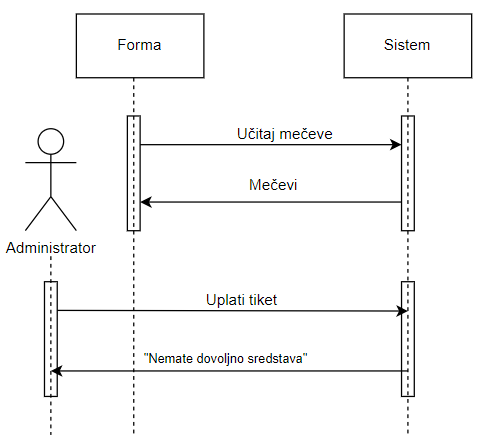 Forma
Sistem
Učitaj mečeve
Mečevi
Administrator
Uplati tiket
"Nemate dovoljno sredstava"